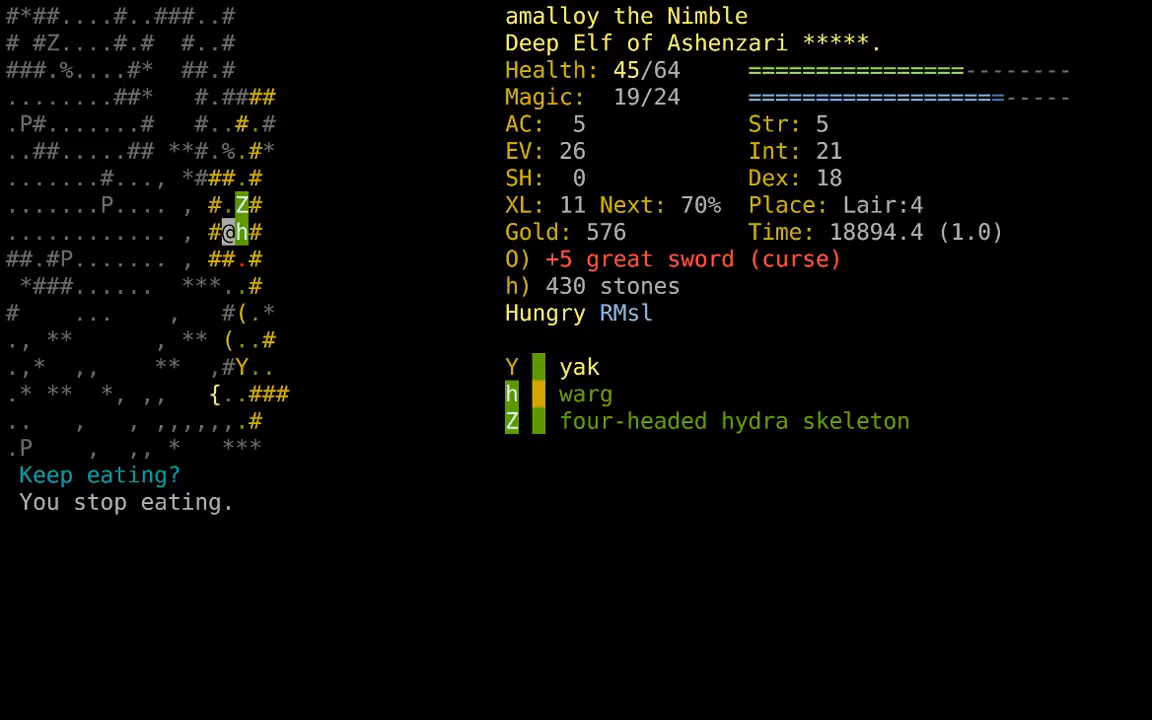 #*##....#..###..#
# #Z....#.#  #..#
###.%....#*  ##.#
........##*  #.####
.P#.......#   #..#.#
..##.....## **#.%.#*
.......#..., *###.#
.......P.... , #.Z#
............ , #@h#
##.#P....... , ##.#
*###...... ***..#
#    ...    ,   #(.*
., **     ,** (..#
.,*  ,,    **  ,#Y..
.* **  *, ,,   {..###
..   ,   , ,,,,,,.#
.P    ,  ,, *   ***
Keep eating?
You stop eating.
amalloy the Nimble
Deep Elf of Ashenzari *****.
Health: 45/64 ================--------
Magic:  19/24 ===================-----
AC:  5 Str: 5
EV: 26 Int: 21
SH:  0 Dex: 18
XL: 11 Next: 70% Place: Lair:4
Gold: 576 Time: 18894.4 (1.0)
O) +5 great sword (curse)
h) 430 stones
Hungry RMsl
Y yak
h warg
Z four-headed hydra skeleton